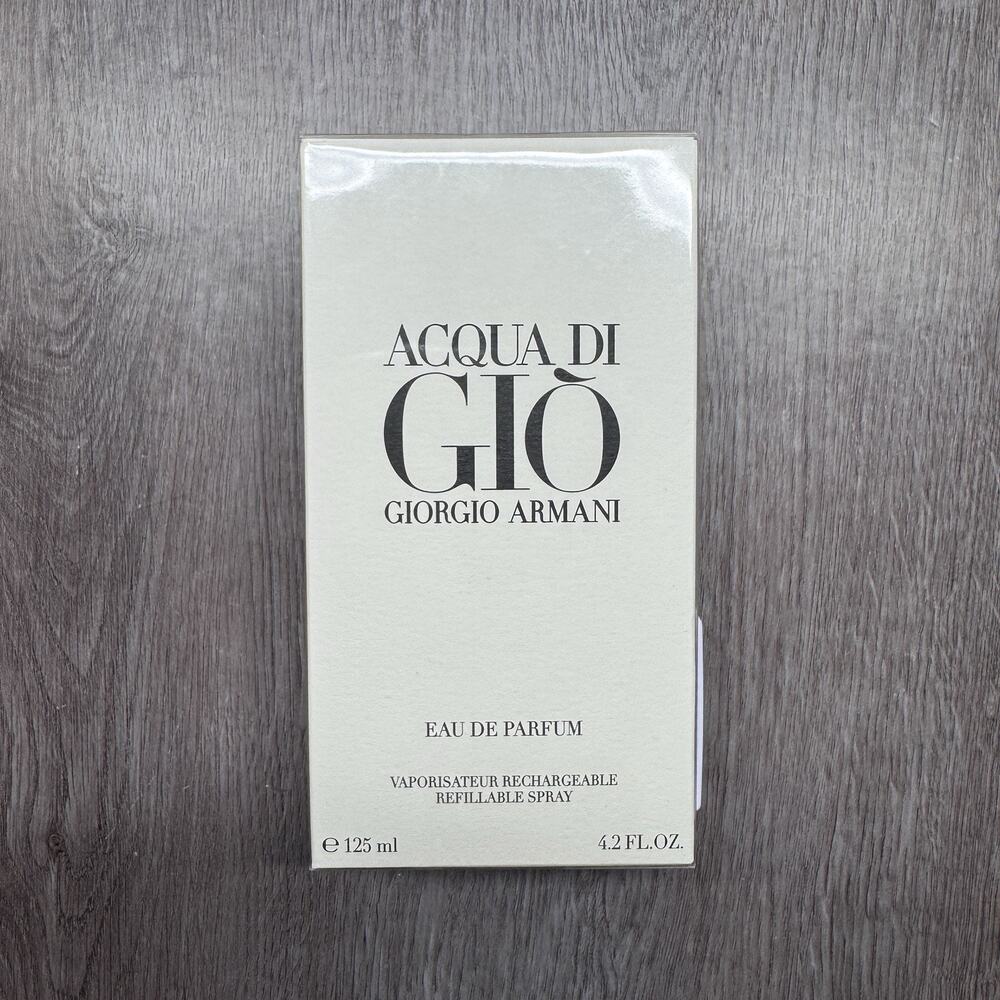 ACQUA DI
GIÒ
GIORGIO ARMANI
EAU DE PARFUM
VAPORISATEUR RECHARGEABLE
REFILLABLE SPRAY
℮ 125 ml 4.2 FL.OZ.